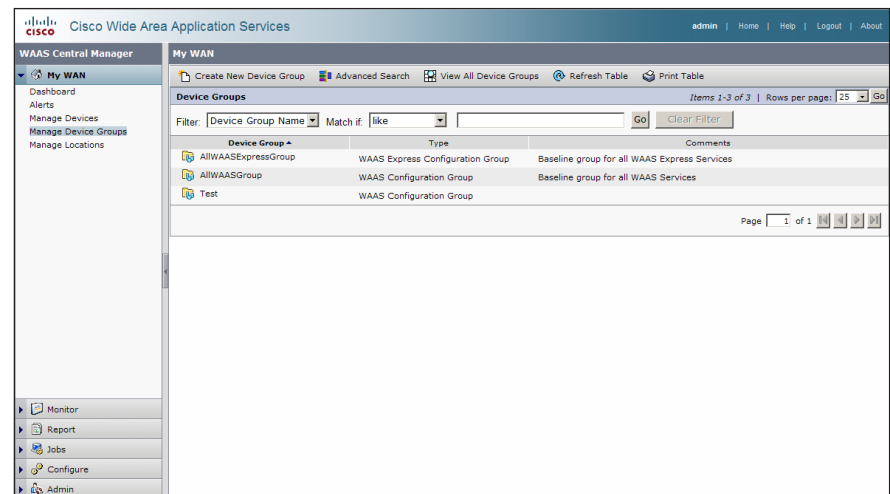 CISCO Cisco Wide Area Application Services
admin | Home | Help | Logout | About
WAAS Central Manager
My WAN
My WAN
Dashboard
Alerts
Manage Devices
Manage Device Groups
Manage Locations
Monitor
Report
Jobs
Configure
Admin
Create New Device Group Advanced Search View All Device Groups Refresh Table Print Table
Device Groups Items 1-3 of 3 | Rows per page: 25 Go
Filter: Device Group Name Match if: like Go Clear Filter
Device Group Type Comments
AllWAASExpressGroup WAAS Express Configuration Group Baseline group for all WAAS Express Services
AllWAASGroup WAAS Configuration Group Baseline group for all WAAS Services
Test WAAS Configuration Group
Page 1 of 1